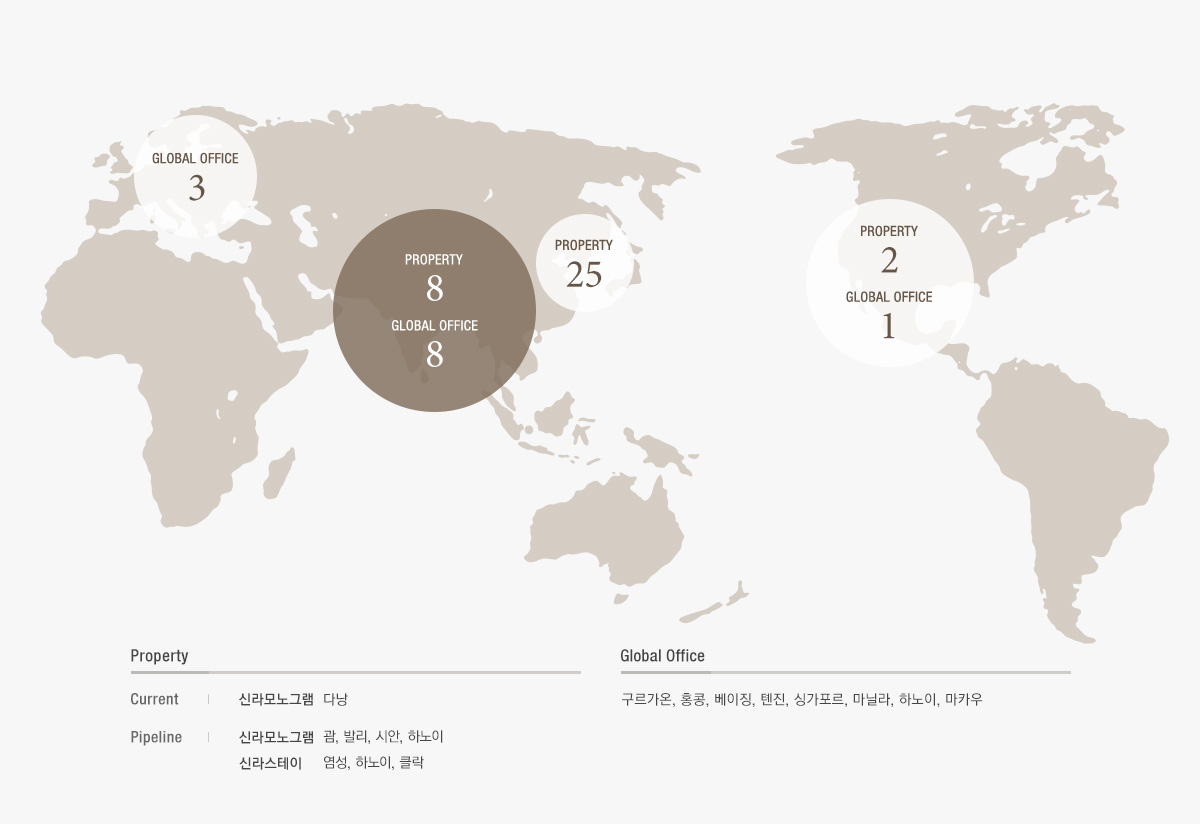 GLOBAL OFFICE
3
PROPERTY
8
GLOBAL OFFICE
8
PROPERTY
25
PROPERTY
2
GLOBAL OFFICE
1
Property
Current 신라모노그램 다낭
Pipeline 신라모노그램 괌, 발리, 시안, 하노이
신라스테이 염성, 하노이, 클락
Global Office
구르가온, 홍콩, 베이징, 톈진, 싱가포르, 마닐라, 하노이, 마카우